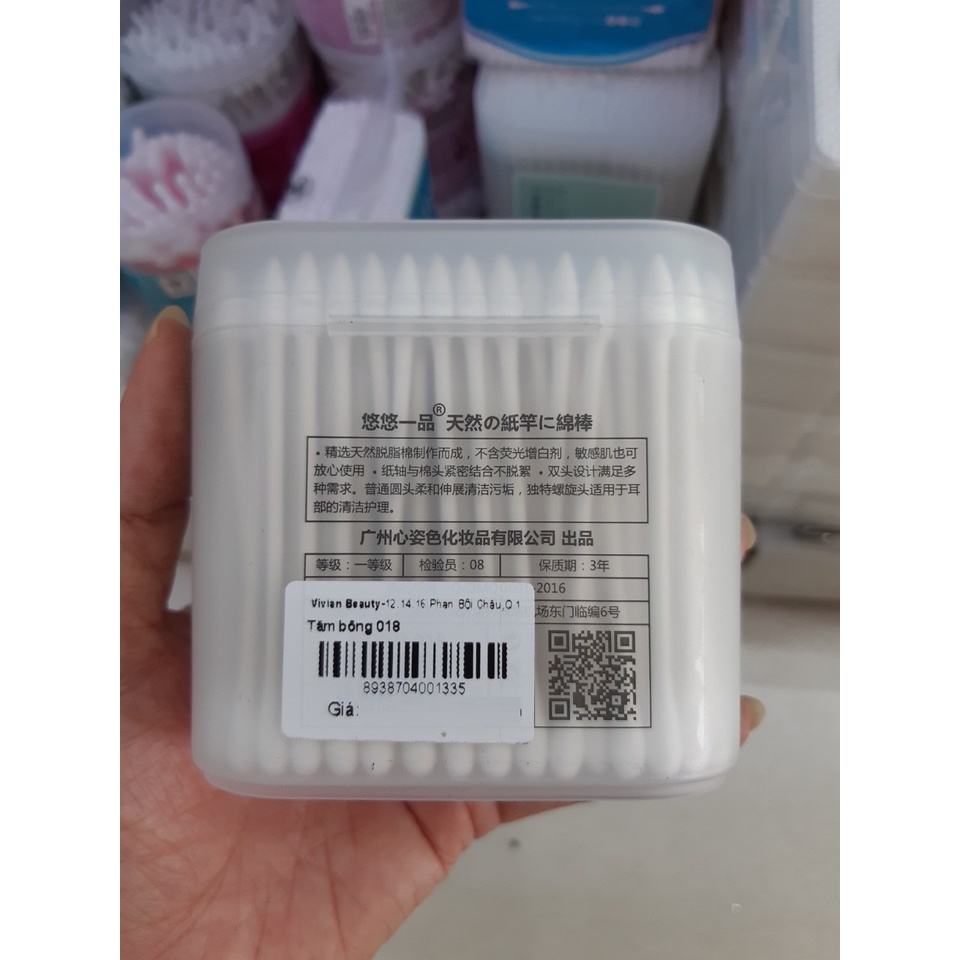 悠悠一品® 天然の紙竿に綿棒
• 精选天然脱脂棉制作而成，不含荧光增白剂，敏感肌也可
放心使用 • 纸轴与棉头紧密结合不脱絮 • 双头设计满足多
种需求。普通圆头柔和伸展清洁污垢，独特螺旋头适用于耳
部的清洁护理。
广州心姿色化妆品有限公司 出品
等级：一等级 检验员：08 保质期：3年
-2016
场东门临编6号
Vivian Beauty-12.14.16 Phan Bội Châu,Q.1
Tăm bông 018
8938704001335
Giá: